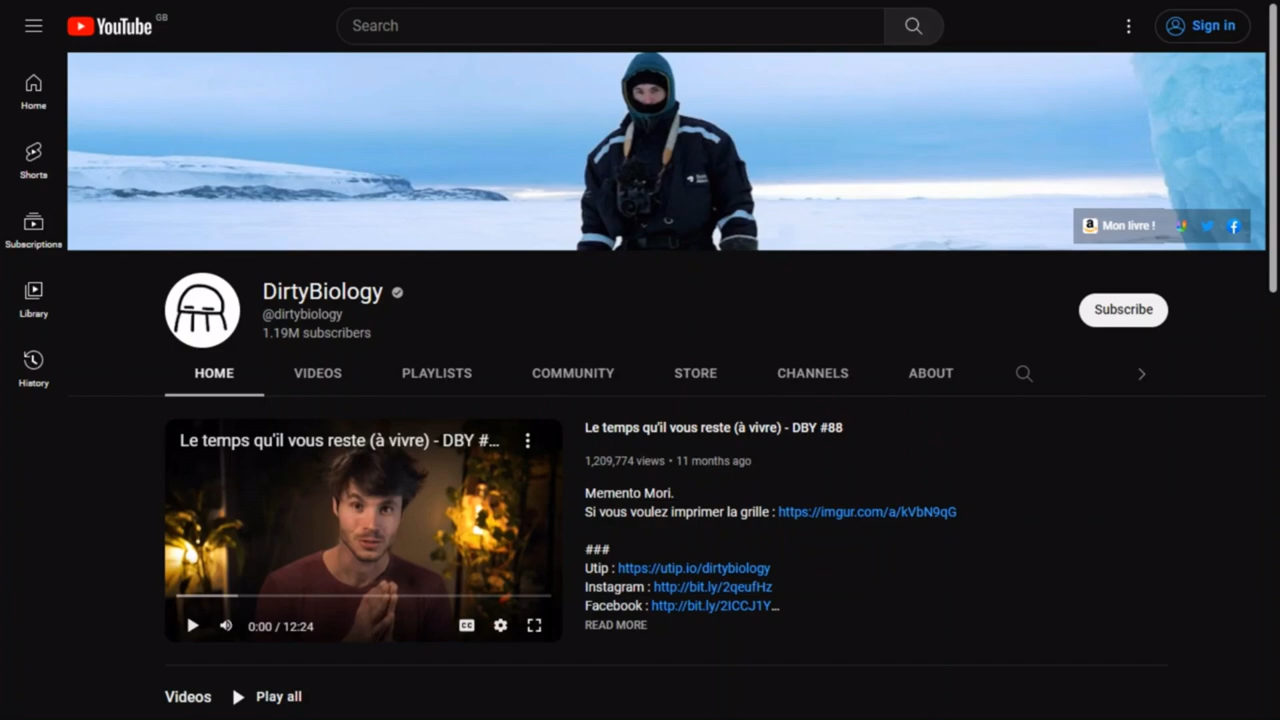 YouTube GB
Search
Sign in
Home
Shorts
Subscriptions
Library
History
a Mon livre !
DirtyBiology
@dirtybiology
1.19M subscribers
Subscribe
HOME VIDEOS PLAYLISTS COMMUNITY STORE CHANNELS ABOUT
Le temps qu'il vous reste (à vivre) - DBY #...
0:00 / 12:24
CC
Le temps qu'il vous reste (à vivre) - DBY #88
1,209,774 views • 11 months ago
Memento Mori.
Si vous voulez imprimer la grille : https://imgur.com/a/kVbN9qG
###
Utip : https://utip.io/dirtybiology
Instagram : http://bit.ly/2qeufHz
Facebook : http://bit.ly/2ICCJ1Y...
READ MORE
Videos Play all